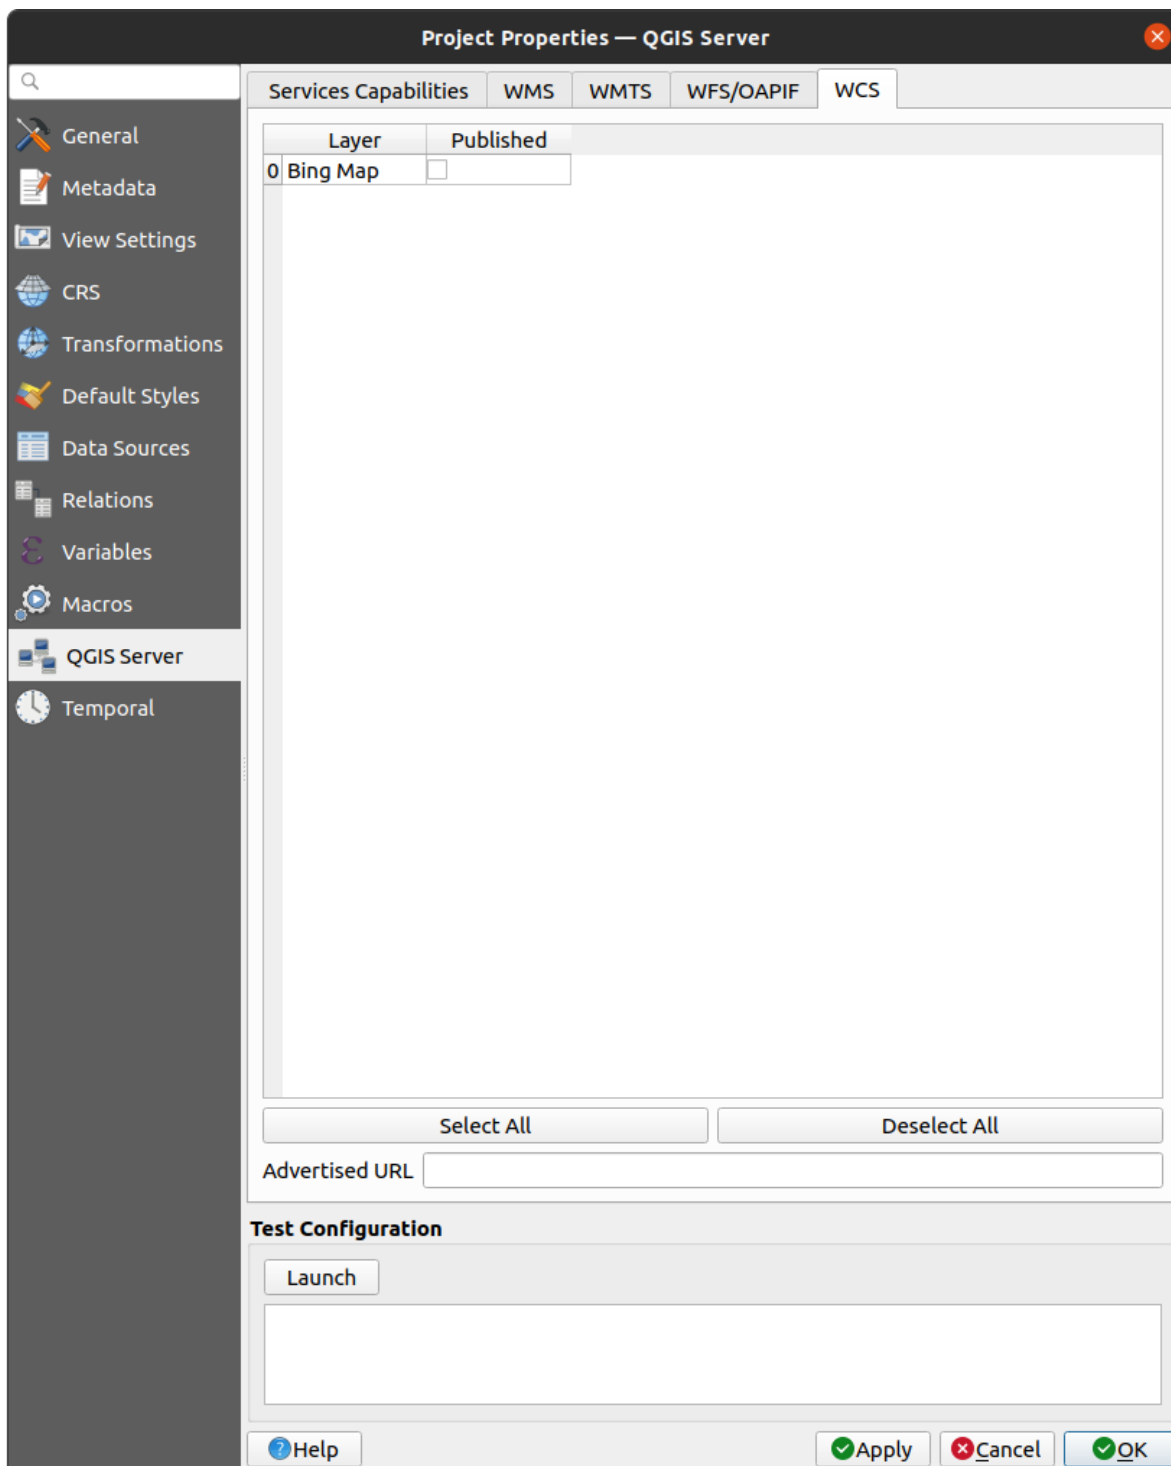 Project Properties — QGIS Server
Services Capabilities WMS WMTS WFS/OAPIF WCS
General
Metadata
View Settings
CRS
Transformations
Default Styles
Data Sources
Relations
Variables
Macros
QGIS Server
Temporal
Layer Published
0 Bing Map
Select All Deselect All
Advertised URL
Test Configuration
Launch
Help Apply Cancel OK